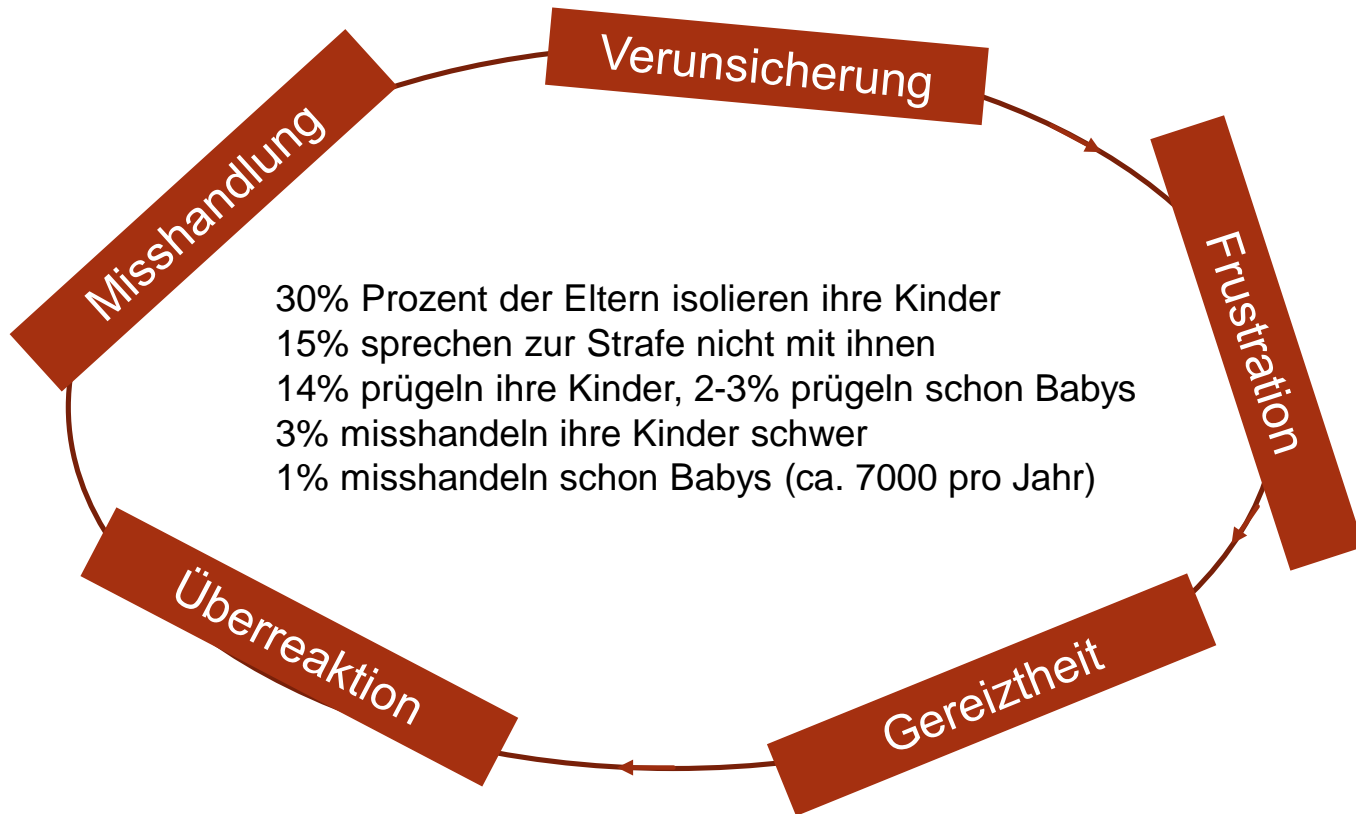 Verunsicherung
Misshandlung
Frustration
30% Prozent der Eltern isolieren ihre Kinder
15% sprechen zur Strafe nicht mit ihnen
14% prügeln ihre Kinder, 2-3% prügeln schon Babys
3% misshandeln ihre Kinder schwer
1% misshandeln schon Babys (ca. 7000 pro Jahr)
Überreaktion
Gereiztheit